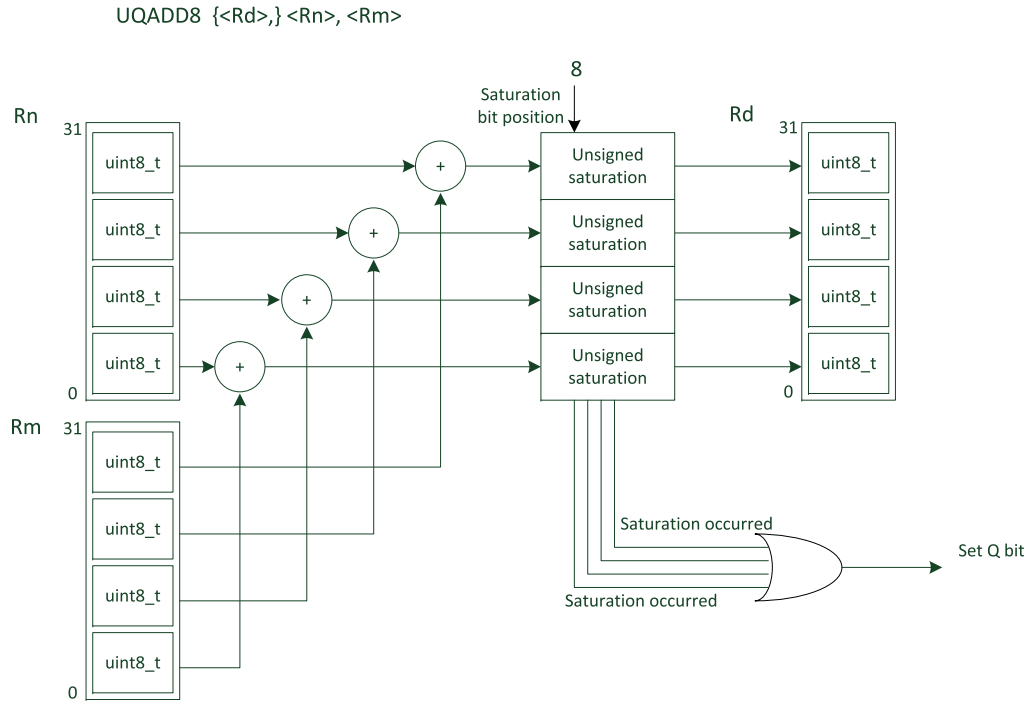 UQADD8 {<Rd>,} <Rn>, <Rm>
8
Saturation
bit position
Rn
31
uint8_t
uint8_t
uint8_t
uint8_t
0
+
+
+
+
Unsigned
saturation
Unsigned
saturation
Unsigned
saturation
Unsigned
saturation
Rd
31
uint8_t
uint8_t
uint8_t
uint8_t
0
Rm
31
uint8_t
uint8_t
uint8_t
uint8_t
0
Saturation occurred
Saturation occurred
Set Q bit